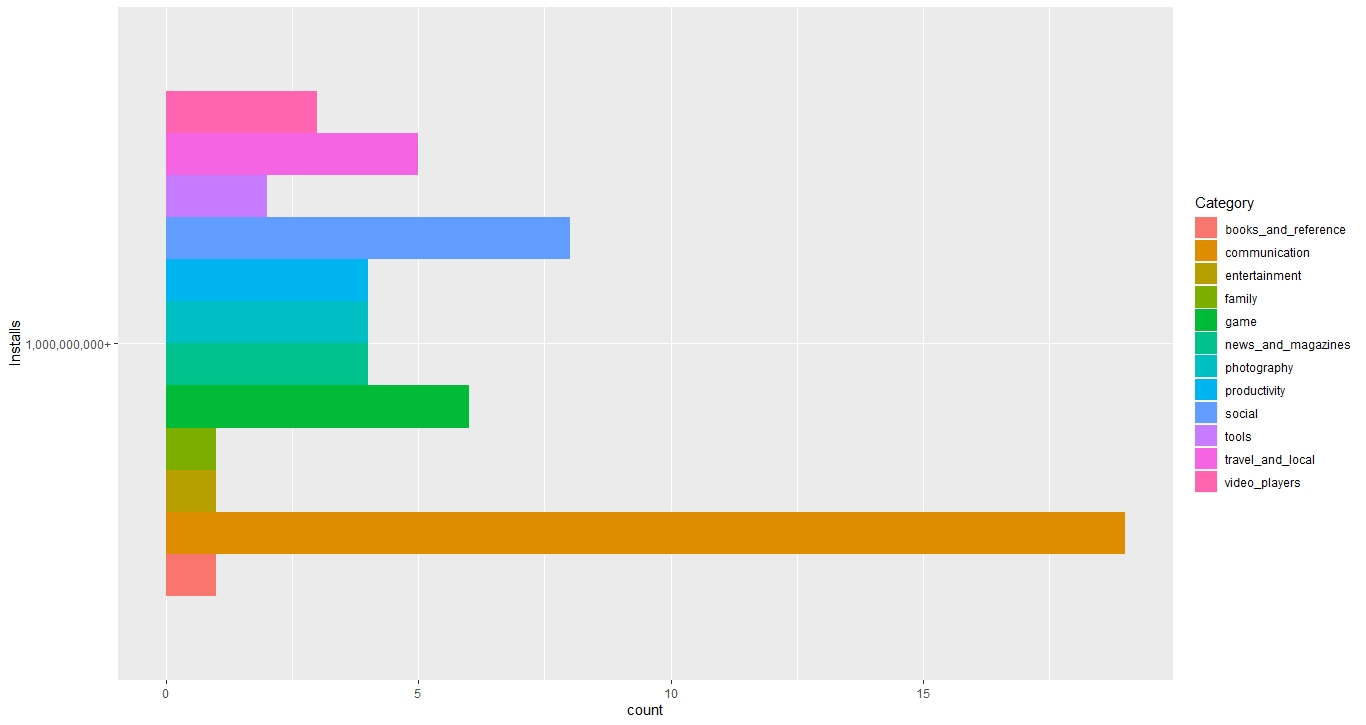 Installs
1,000,000,000+
0
5
10
15
count
Category
books_and_reference
communication
entertainment
family
game
news_and_magazines
photography
productivity
social
tools
travel_and_local
video_players